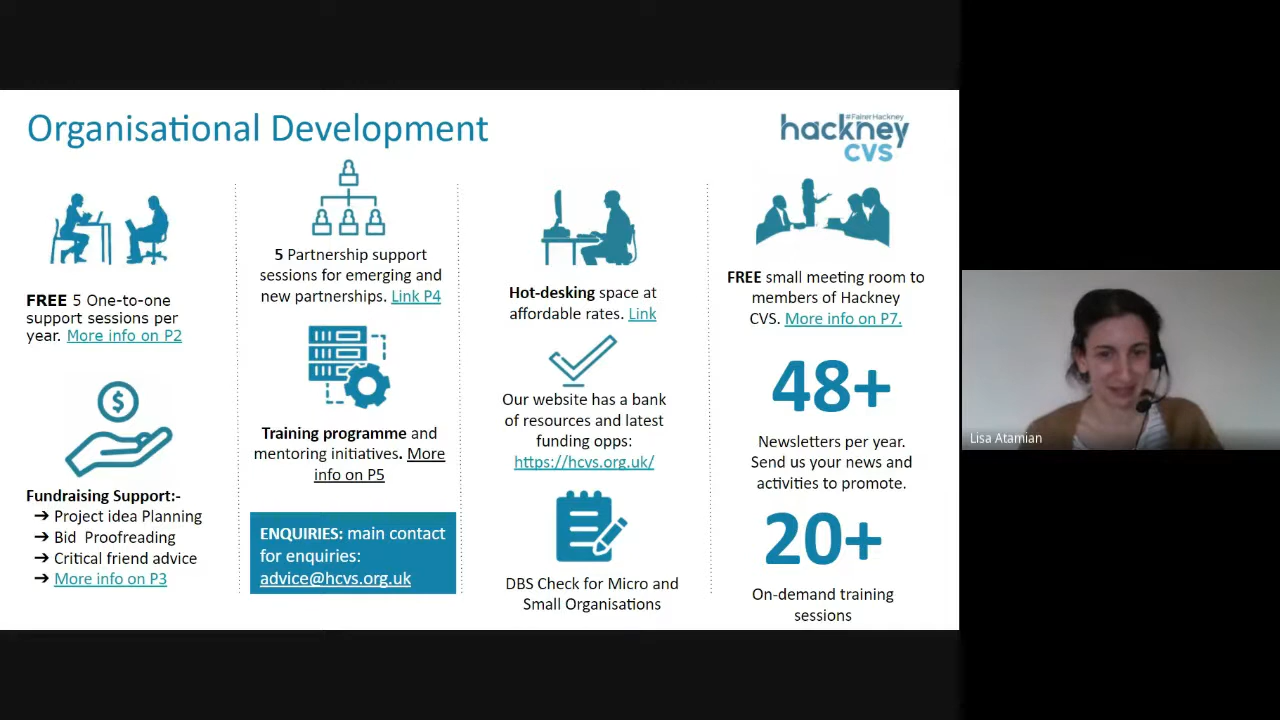 Organisational Development
#FairerHackney
hackney
CVS
FREE 5 One-to-one
support sessions per
year. More info on P2
$
Fundraising Support:-
➔ Project idea Planning
➔ Bid Proofreading
➔ Critical friend advice
➔ More info on P3
5 Partnership support
sessions for emerging and
new partnerships. Link P4
Training programme and
mentoring initiatives. More
info on P5
ENQUIRIES: main contact
for enquiries:
advice@hcvs.org.uk
Hot-desking space at
affordable rates. Link
Our website has a bank
of resources and latest
funding opps:
https://hcvs.org.uk/
DBS Check for Micro and
Small Organisations
FREE small meeting room to
members of Hackney
CVS. More info on P7.
48+
Newsletters per year.
Send us your news and
activities to promote.
20+
On-demand training
sessions
Lisa Atamian